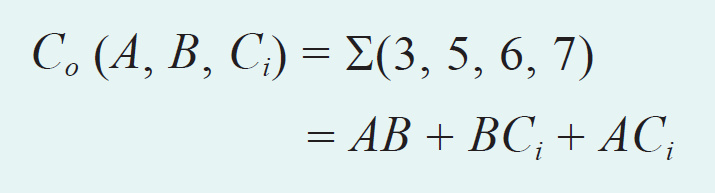 Cₒ (A, B, Cᵢ) = Σ(3, 5, 6, 7)
= AB + BCᵢ + ACᵢ